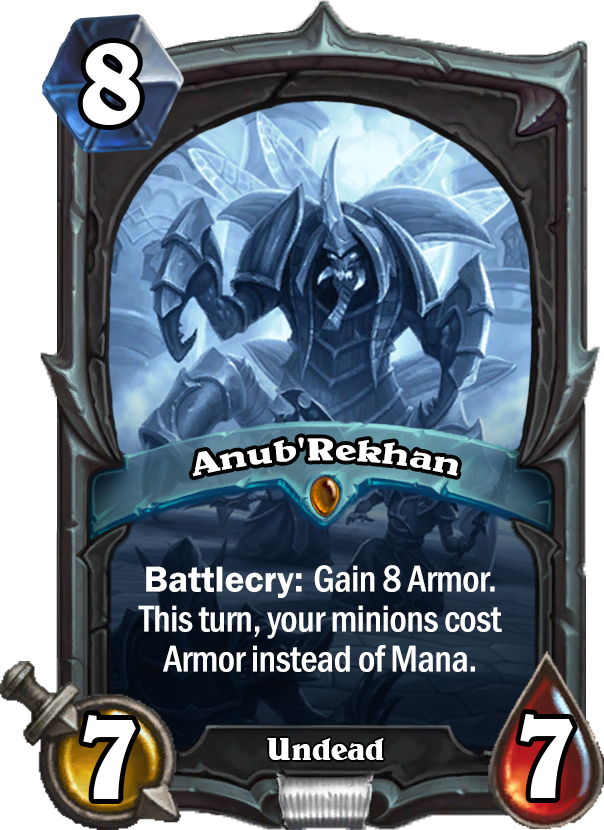 8
Anub'Rekhan
Battlecry: Gain 8 Armor.
This turn, your minions cost
Armor instead of Mana.
7
Undead
7